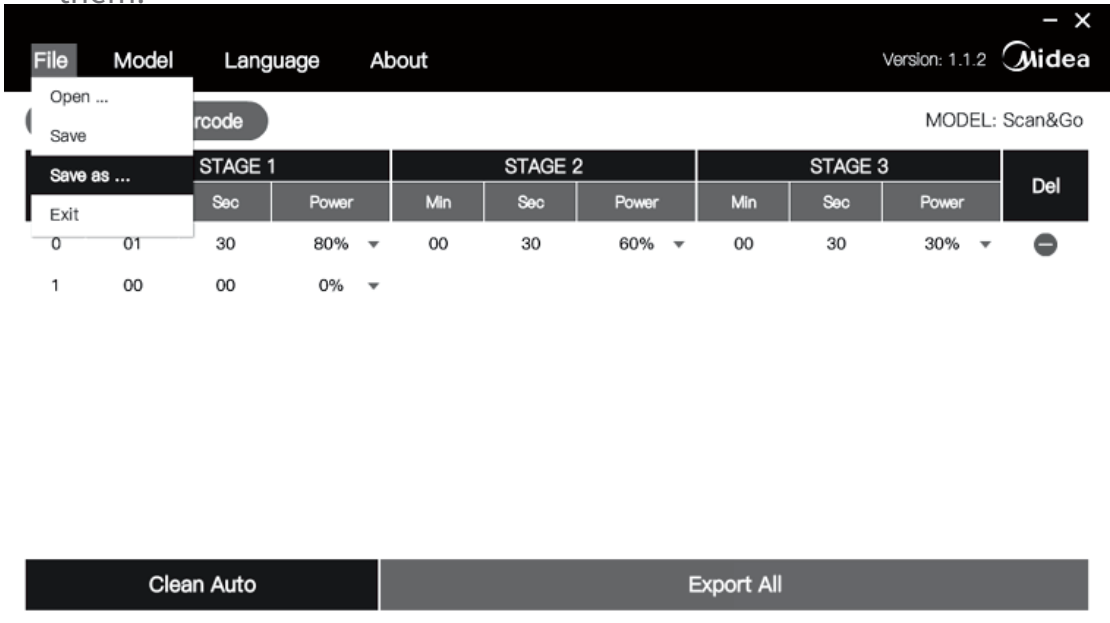 them.
File Model Language About Version: 1.1.2 Midea
Open ...
rcode MODEL: Scan&Go
Save
Save as ... STAGE 1 STAGE 2 STAGE 3 Del
Exit Sec Power Min Sec Power Min Sec Power
0 01 30 80% 00 30 60% 00 30 30%
1 00 00 0%
Clean Auto Export All